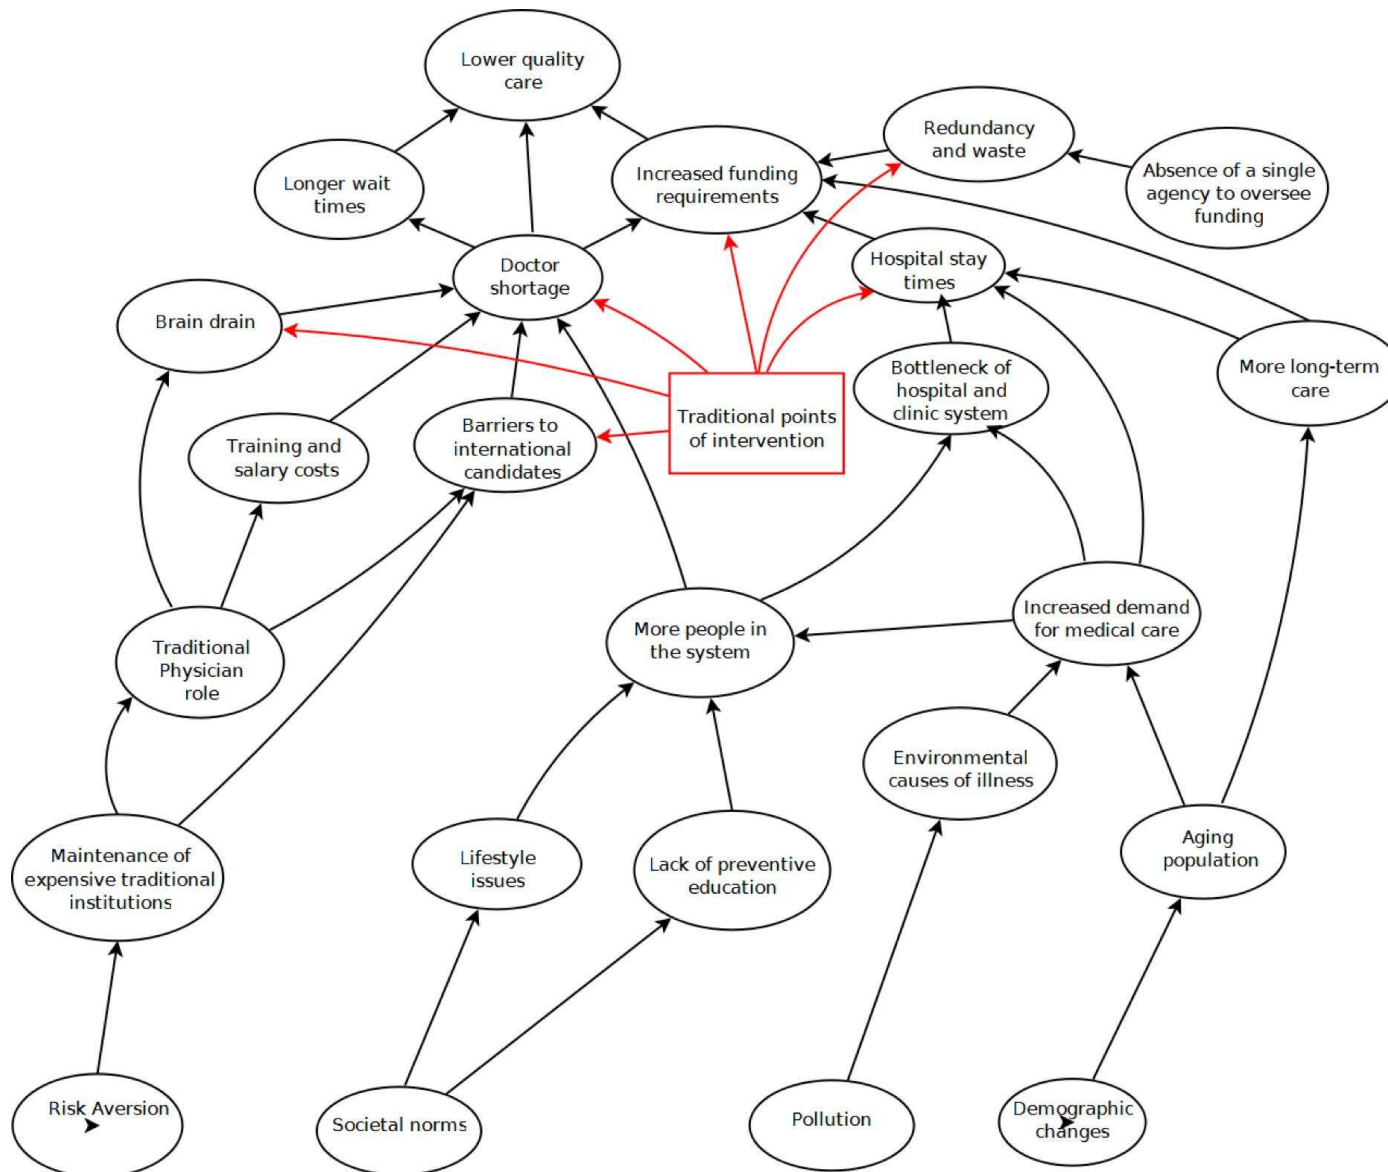 Lower quality
care
Redundancy
and waste
Absence of a single
agency to oversee
funding
Longer wait
times
Increased funding
requirements
Doctor
shortage
Hospital stay
times
Brain drain
More long-term
care
Bottleneck of
hospital and
clinic system
Traditional points
of intervention
Training and
salary costs
Barriers to
international
candidates
Traditional
Physician
role
More people in
the system
Increased demand
for medical care
Environmental
causes of illness
Maintenance of
expensive traditional
institutions
Lifestyle
issues
Lack of preventive
education
Aging
population
Risk Aversion
Societal norms
Pollution
Demographic
changes